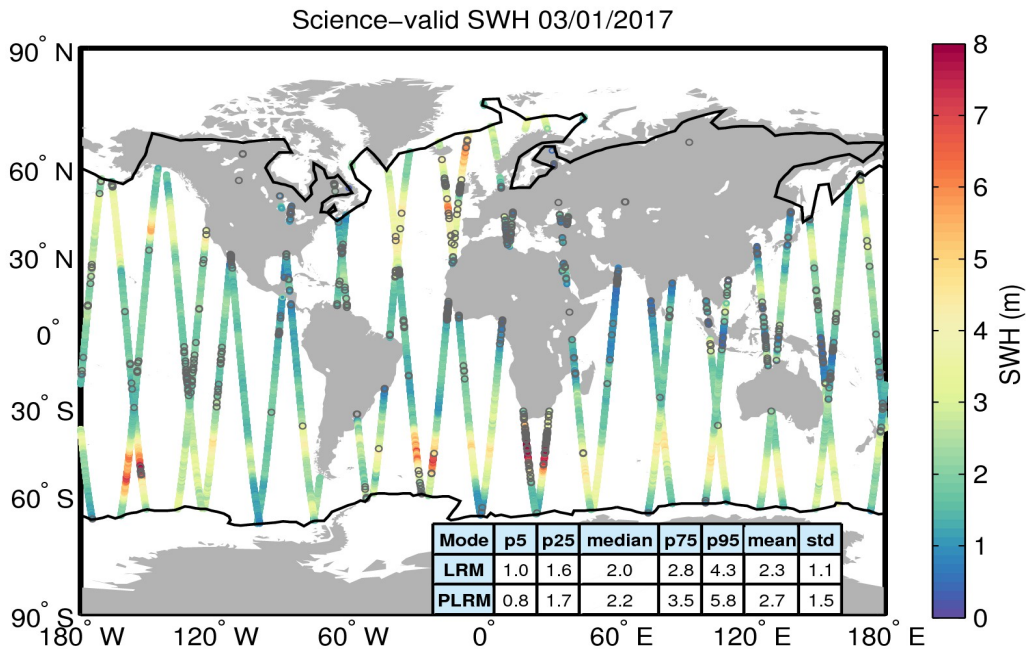 Science−valid SWH 03/01/2017
90° N
60° N
30° N
0°
30° S
60° S
90° S
180° W
120° W
60° W
0°
60° E
120° E
180° E
8
7
6
5
4
3
2
1
0
SWH (m)
Mode p5 p25 median p75 p95 mean std
LRM 1.0 1.6 2.0 2.8 4.3 2.3 1.1
PLRM 0.8 1.7 2.2 3.5 5.8 2.7 1.5